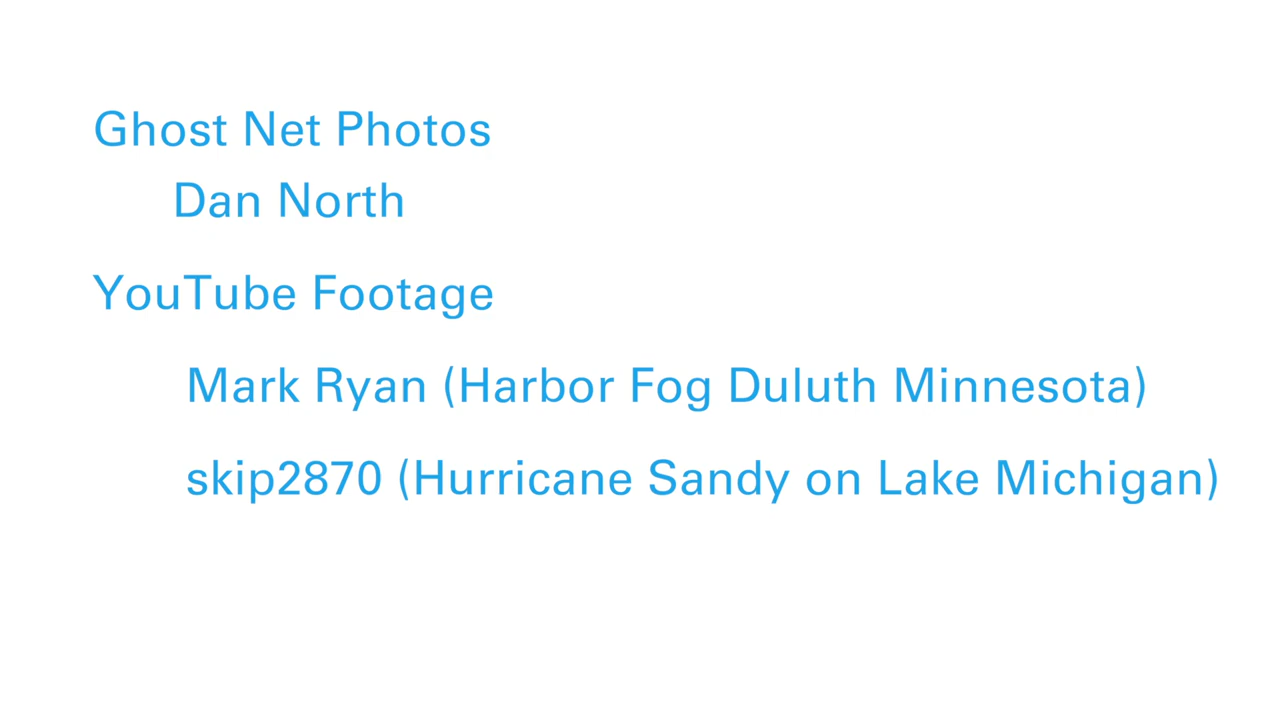 Ghost Net Photos
Dan North
YouTube Footage
Mark Ryan (Harbor Fog Duluth Minnesota)
skip2870 (Hurricane Sandy on Lake Michigan)